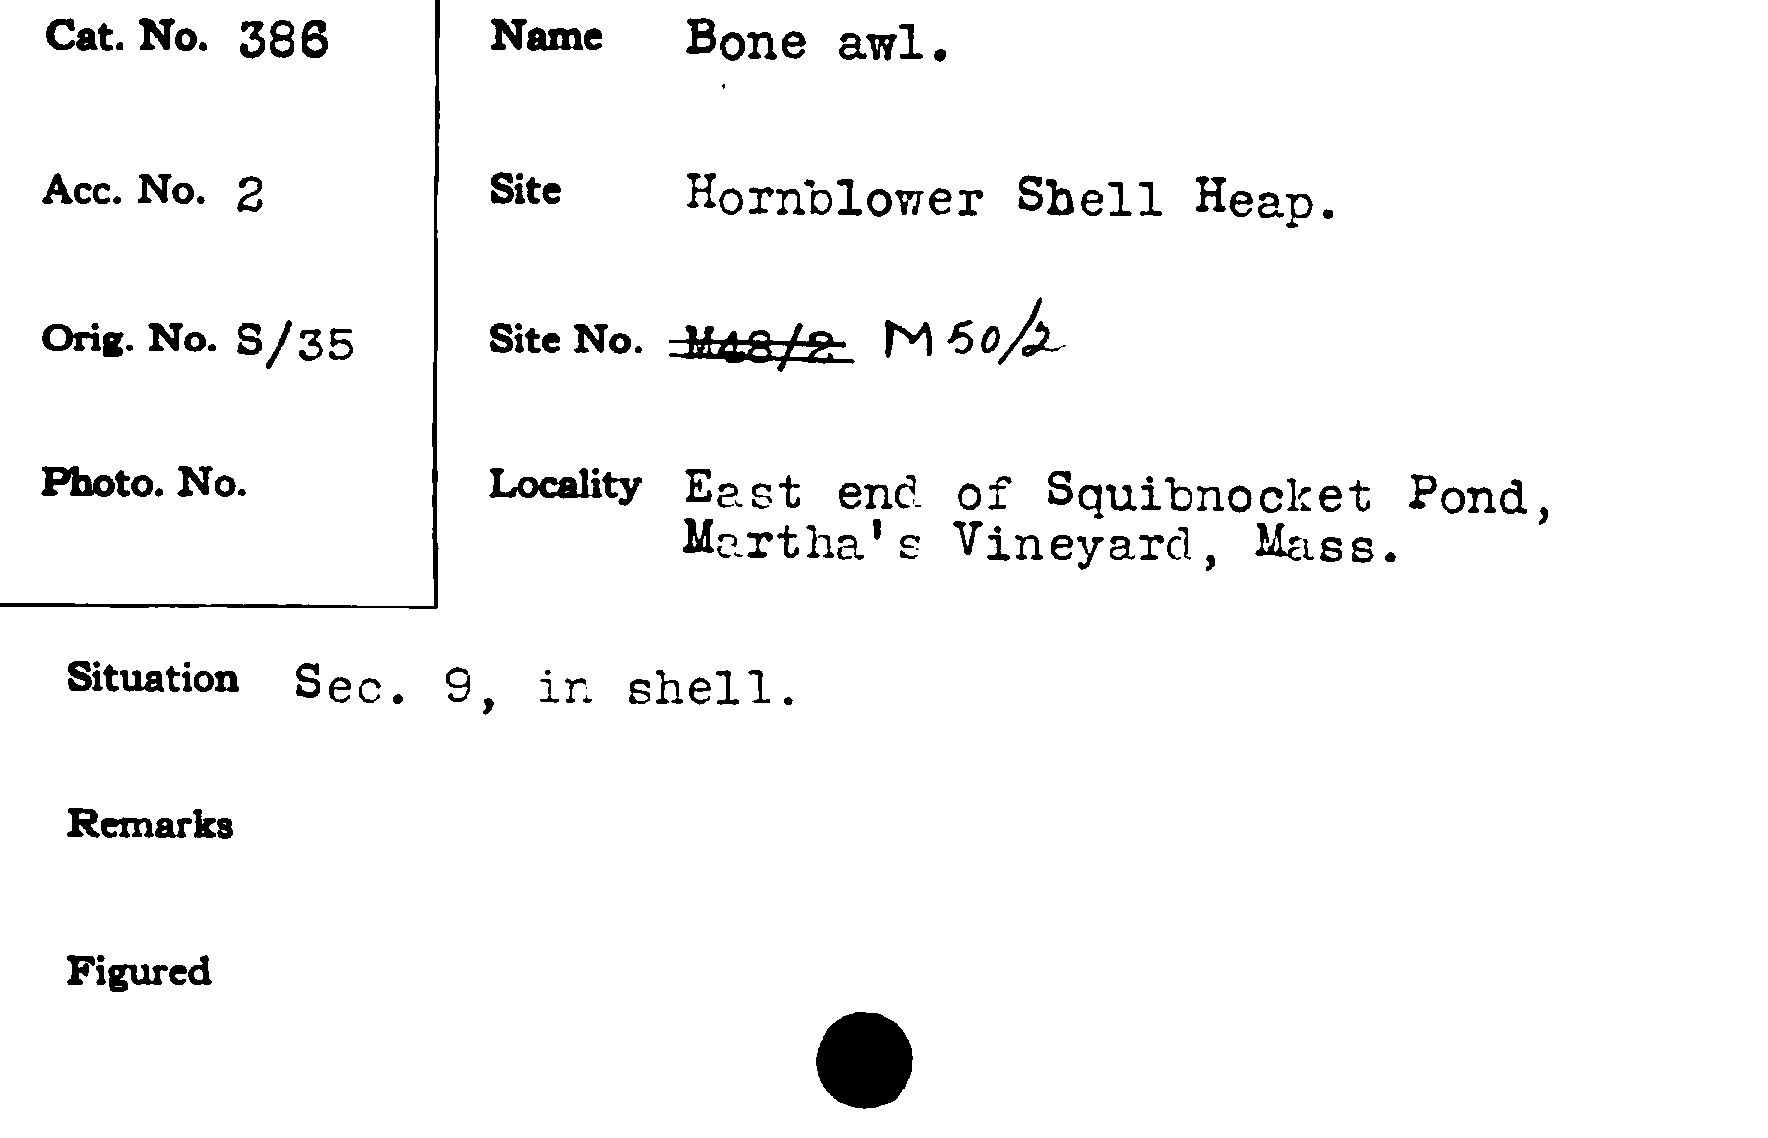 Cat. No. 386
Name Bone awl.
Acc. No. 2
Site Hornblower Shell Heap.
Orig. No. S/35
Site No. M48/2 M50/2
Photo. No.
Locality East end of Squibnocket Pond,
Martha's Vineyard, Mass.
Situation Sec. 9, in shell.
Remarks
Figured